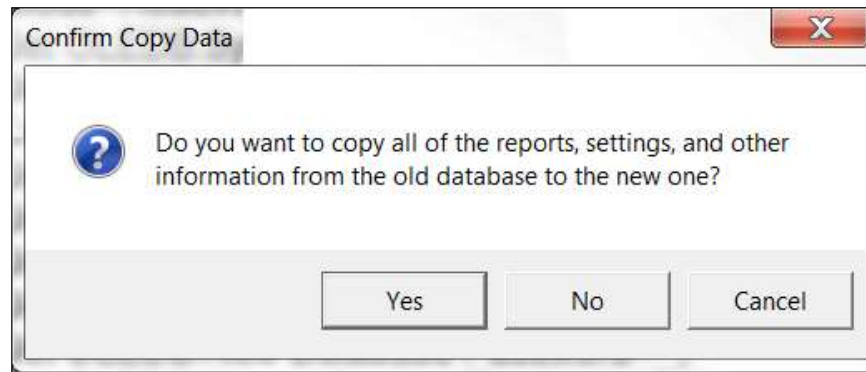 Confirm Copy Data
Do you want to copy all of the reports, settings, and other
information from the old database to the new one?
Yes
No
Cancel